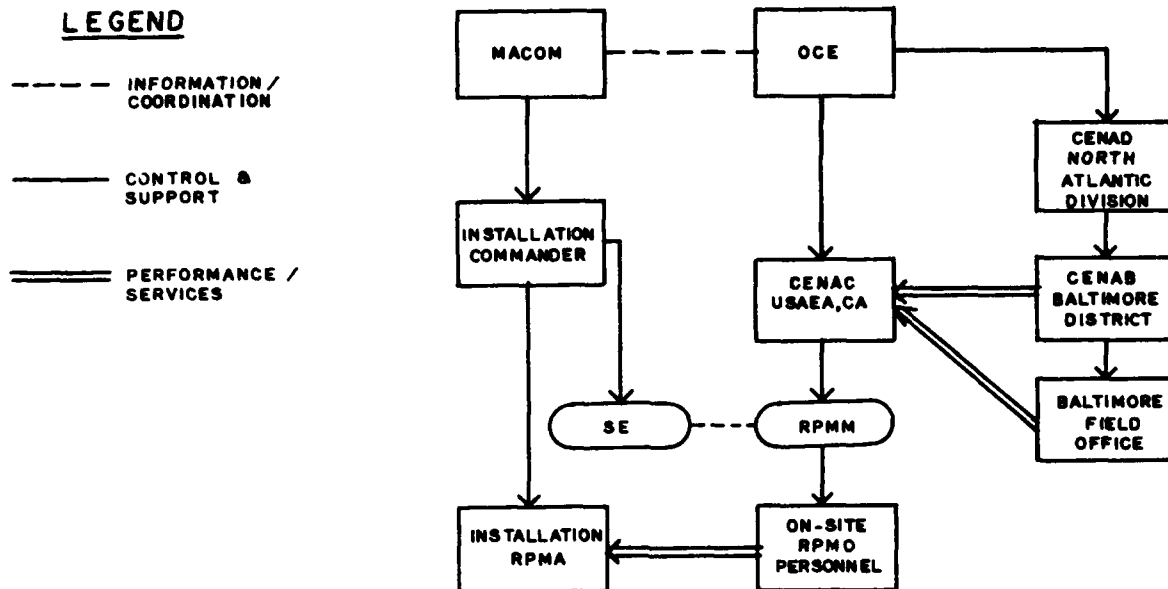 LEGEND
INFORMATION /
COORDINATION
CONTROL &
SUPPORT
PERFORMANCE /
SERVICES
MACOM
OCE
CENAD
NORTH
ATLANTIC
DIVISION
INSTALLATION
COMMANDER
CENAC
USAEA,CA
CENAB
BALTIMORE
DISTRICT
SE
RPMM
BALTIMORE
FIELD
OFFICE
INSTALLATION
RPMA
ON-SITE
RPMO
PERSONNEL